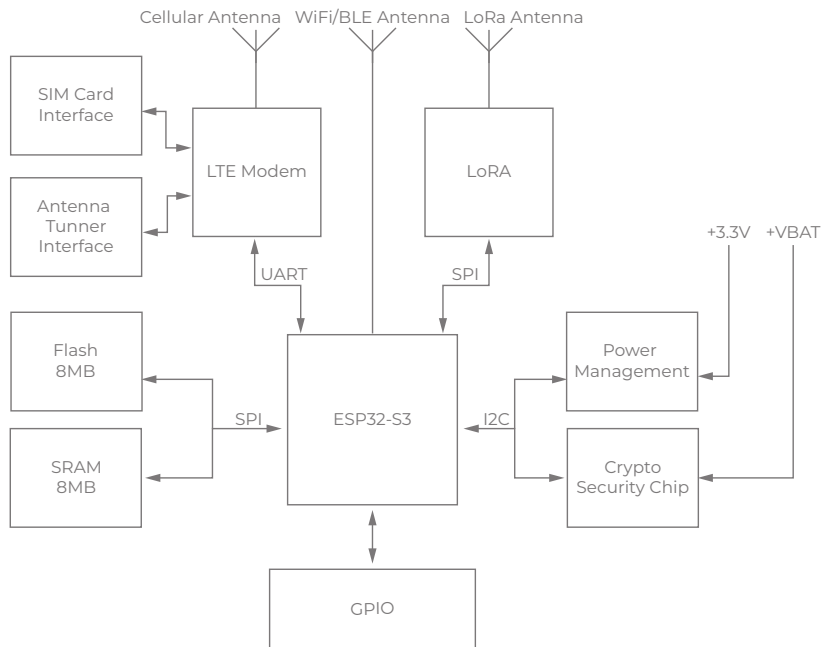 Cellular Antenna
WiFi/BLE Antenna
LoRa Antenna
SIM Card
Interface
LTE Modem
LoRA
Antenna
Tunner
Interface
+3.3V
+VBAT
UART
SPI
Flash
8MB
Power
Management
SPI
ESP32-S3
I2C
SRAM
8MB
Crypto
Security Chip
GPIO